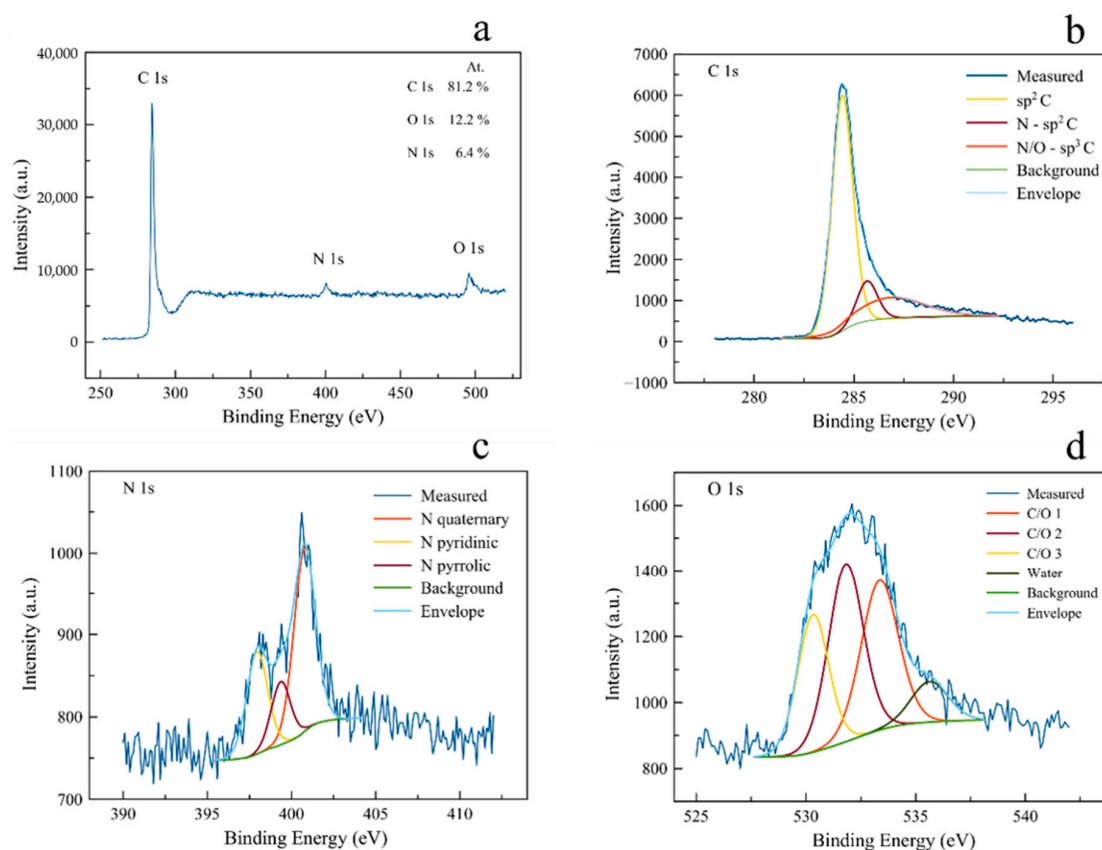 a
40,000
30,000
20,000
10,000
0
C 1s
N 1s
O 1s
At.
C 1s 81.2 %
O 1s 12.2 %
N 1s 6.4 %
Intensity (a.u.)
250 300 350 400 450 500
Binding Energy (eV)
b
7000
6000
5000
4000
3000
2000
1000
0
−1000
C 1s
Measured
sp² C
N - sp² C
N/O - sp³ C
Background
Envelope
Intensity (a.u.)
280 285 290 295
Binding Energy (eV)
c
1100
1000
900
800
700
N 1s
Measured
N quaternary
N pyridinic
N pyrrolic
Background
Envelope
Intensity (a.u.)
390 395 400 405 410
Binding Energy (eV)
d
1600
1400
1200
1000
800
O 1s
Measured
C/O 1
C/O 2
C/O 3
Water
Background
Envelope
Intensity (a.u.)
525 530 535 540
Binding Energy (eV)